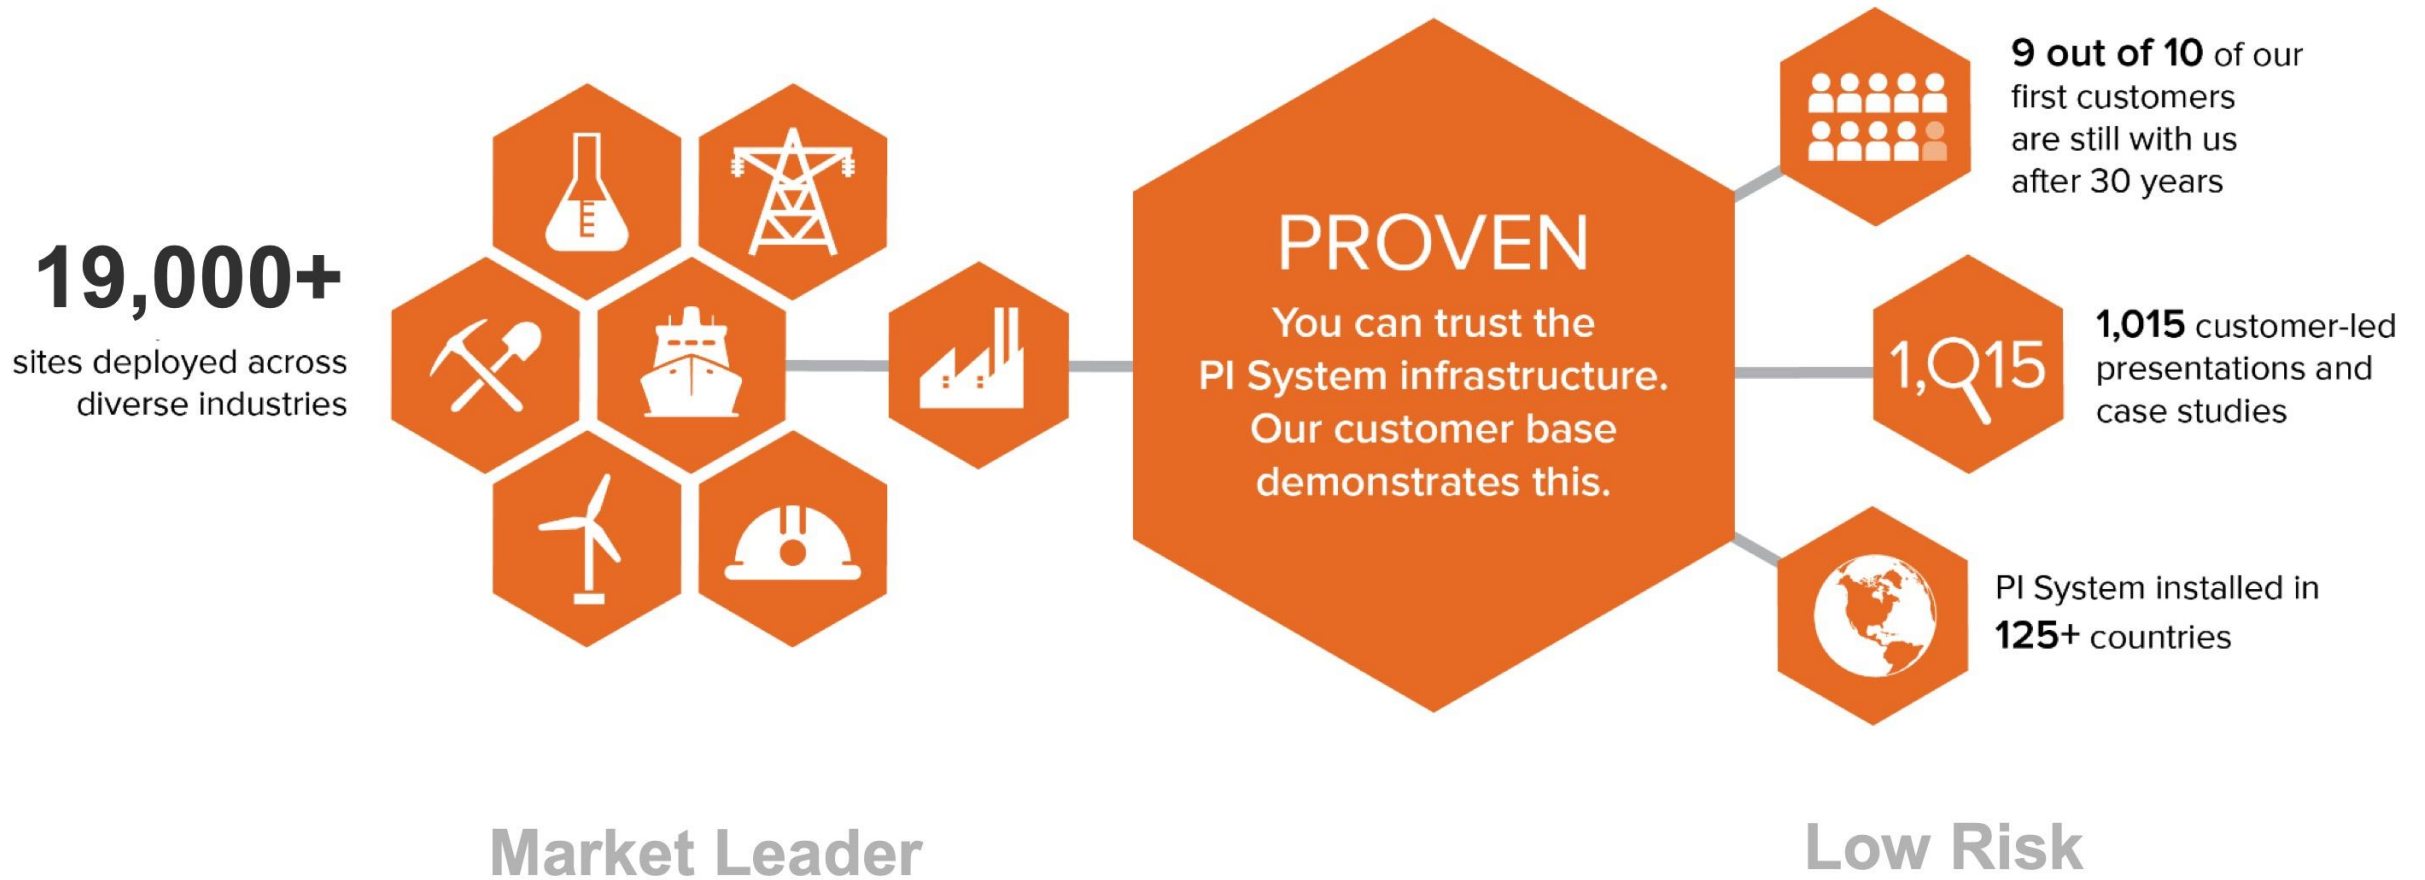 19,000+
sites deployed across
diverse industries
PROVEN
You can trust the
PI System infrastructure.
Our customer base
demonstrates this.
9 out of 10 of our
first customers
are still with us
after 30 years
1,015
1,015 customer-led
presentations and
case studies
PI System installed in
125+ countries
Market Leader
Low Risk